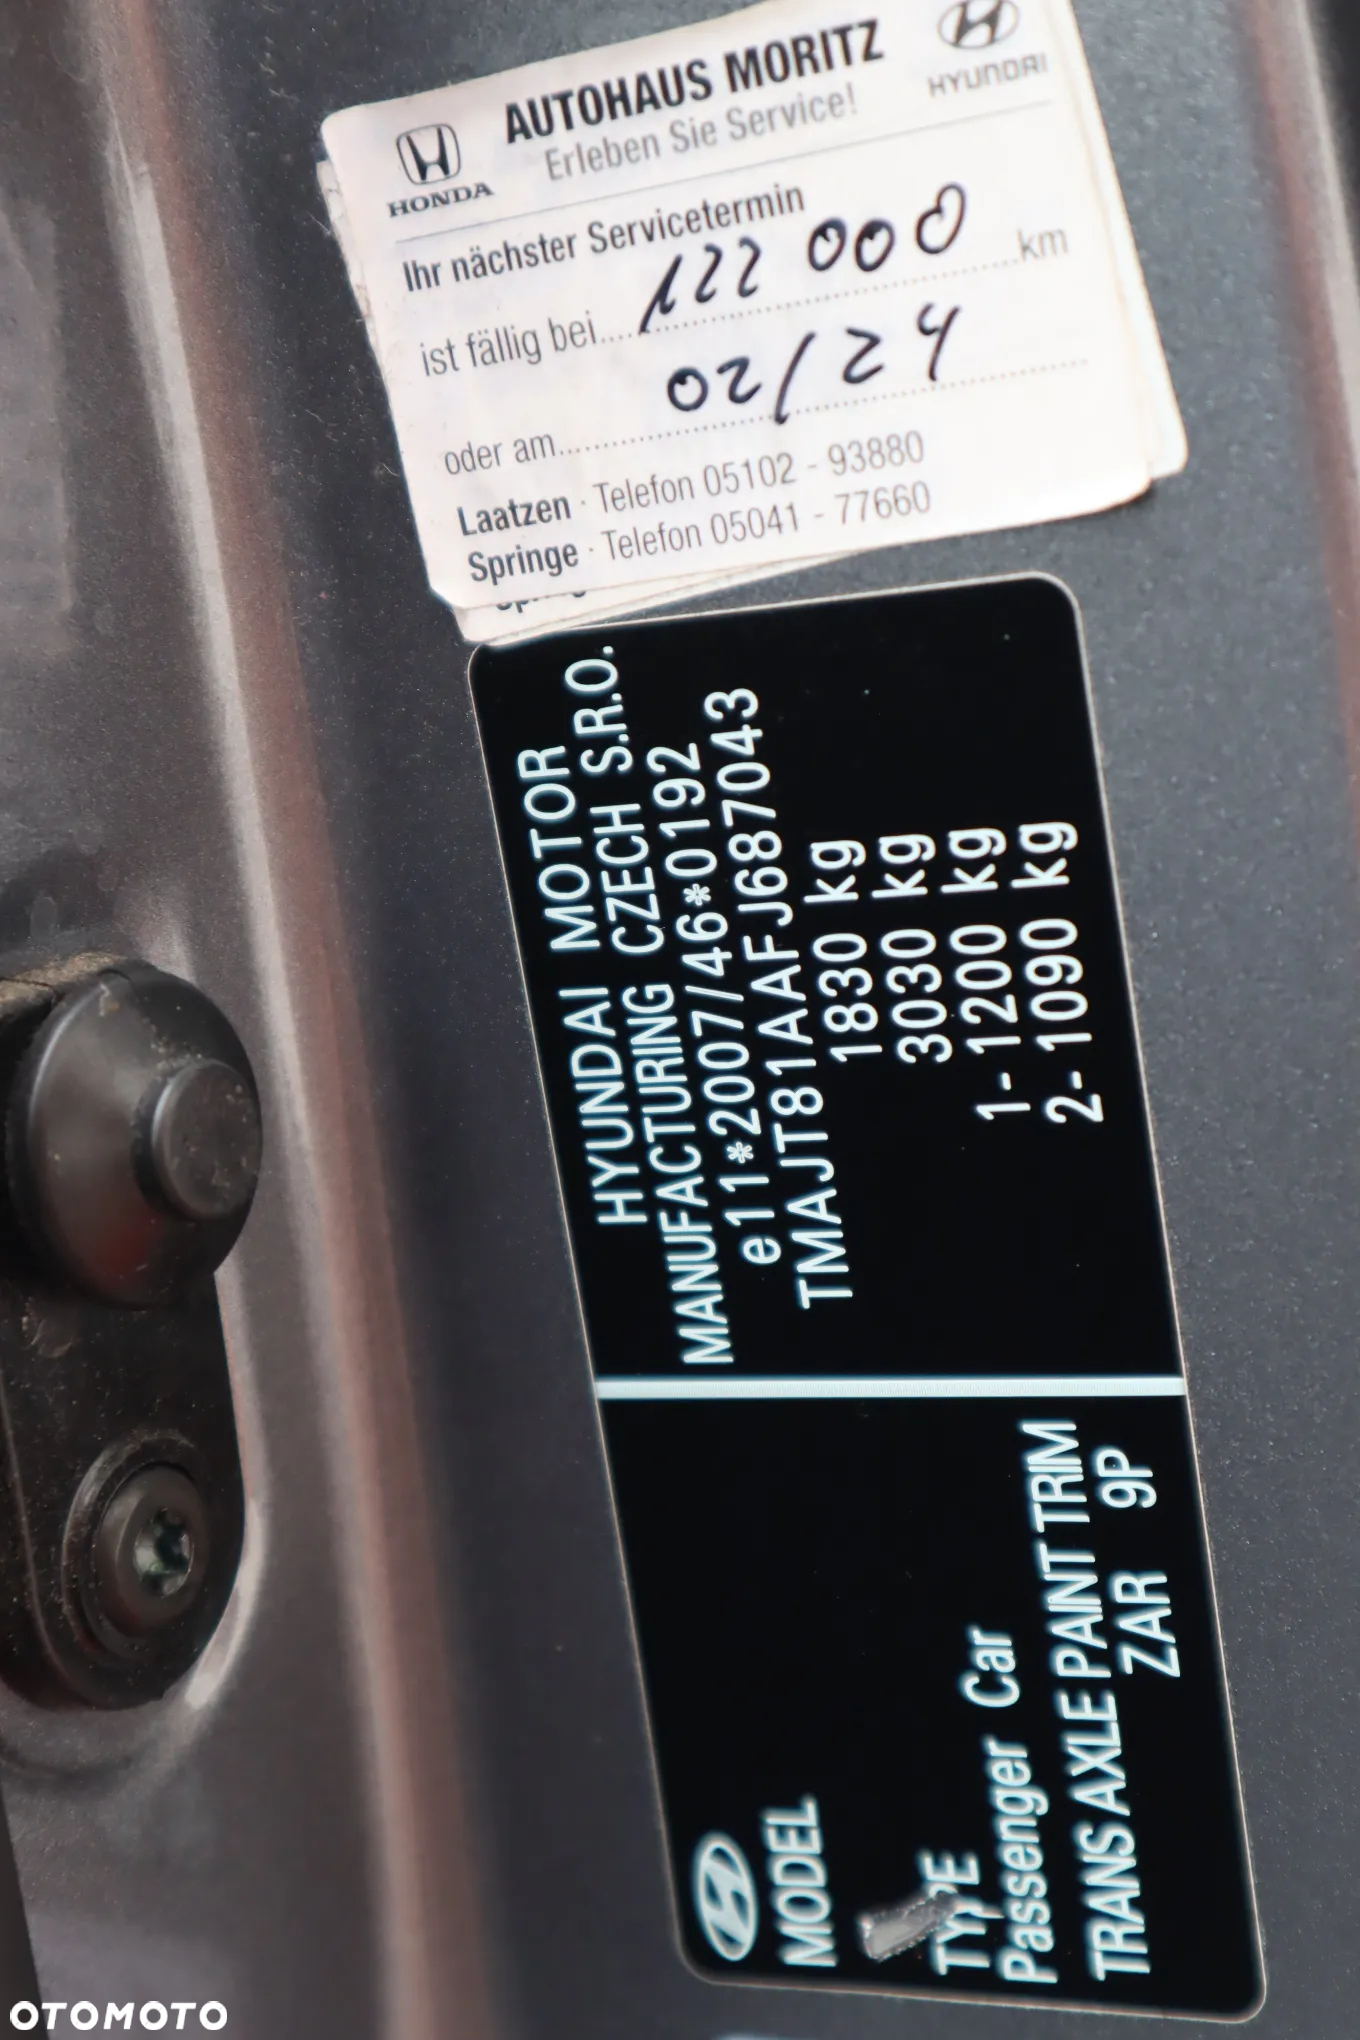 AUTOHAUS MORITZ
Erleben Sie Service!
HONDA
HYUNDAI
Ihr nächster Servicetermin
ist fällig bei 122 000 km
oder am 02/24
Laatzen · Telefon 05102 - 93880
Springe · Telefon 05041 - 77660
HYUNDAI MOTOR
MANUFACTURING CZECH S.R.O.
e11*2007/46*0192
TMAJT81AAFJ687043
1830 kg
3030 kg
1- 1200 kg
2- 1090 kg
MODEL
TYPE
Passenger Car
TRANS AXLE PAINT TRIM
ZAR 9P
OTOMOTO